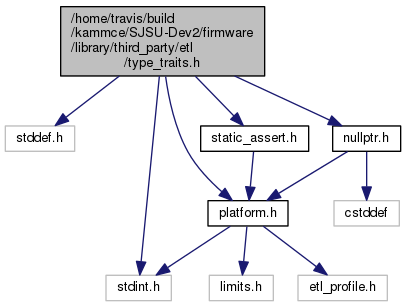 /home/travis/build
/kammce/SJSU-Dev2/firmware
/library/third_party/etl
/type_traits.h
stddef.h
static_assert.h
nullptr.h
platform.h
cstddef
stdint.h
limits.h
etl_profile.h